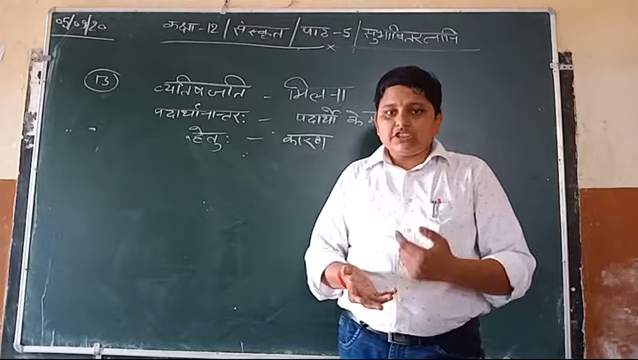 05/09/20
कक्षा-12/संस्कृत/पाठ-5/सुभाषितरत्नानि
13
व्यतिषजति - मिलना
पदार्थानान्तरः - पदार्थो के
हेतुः - कारण